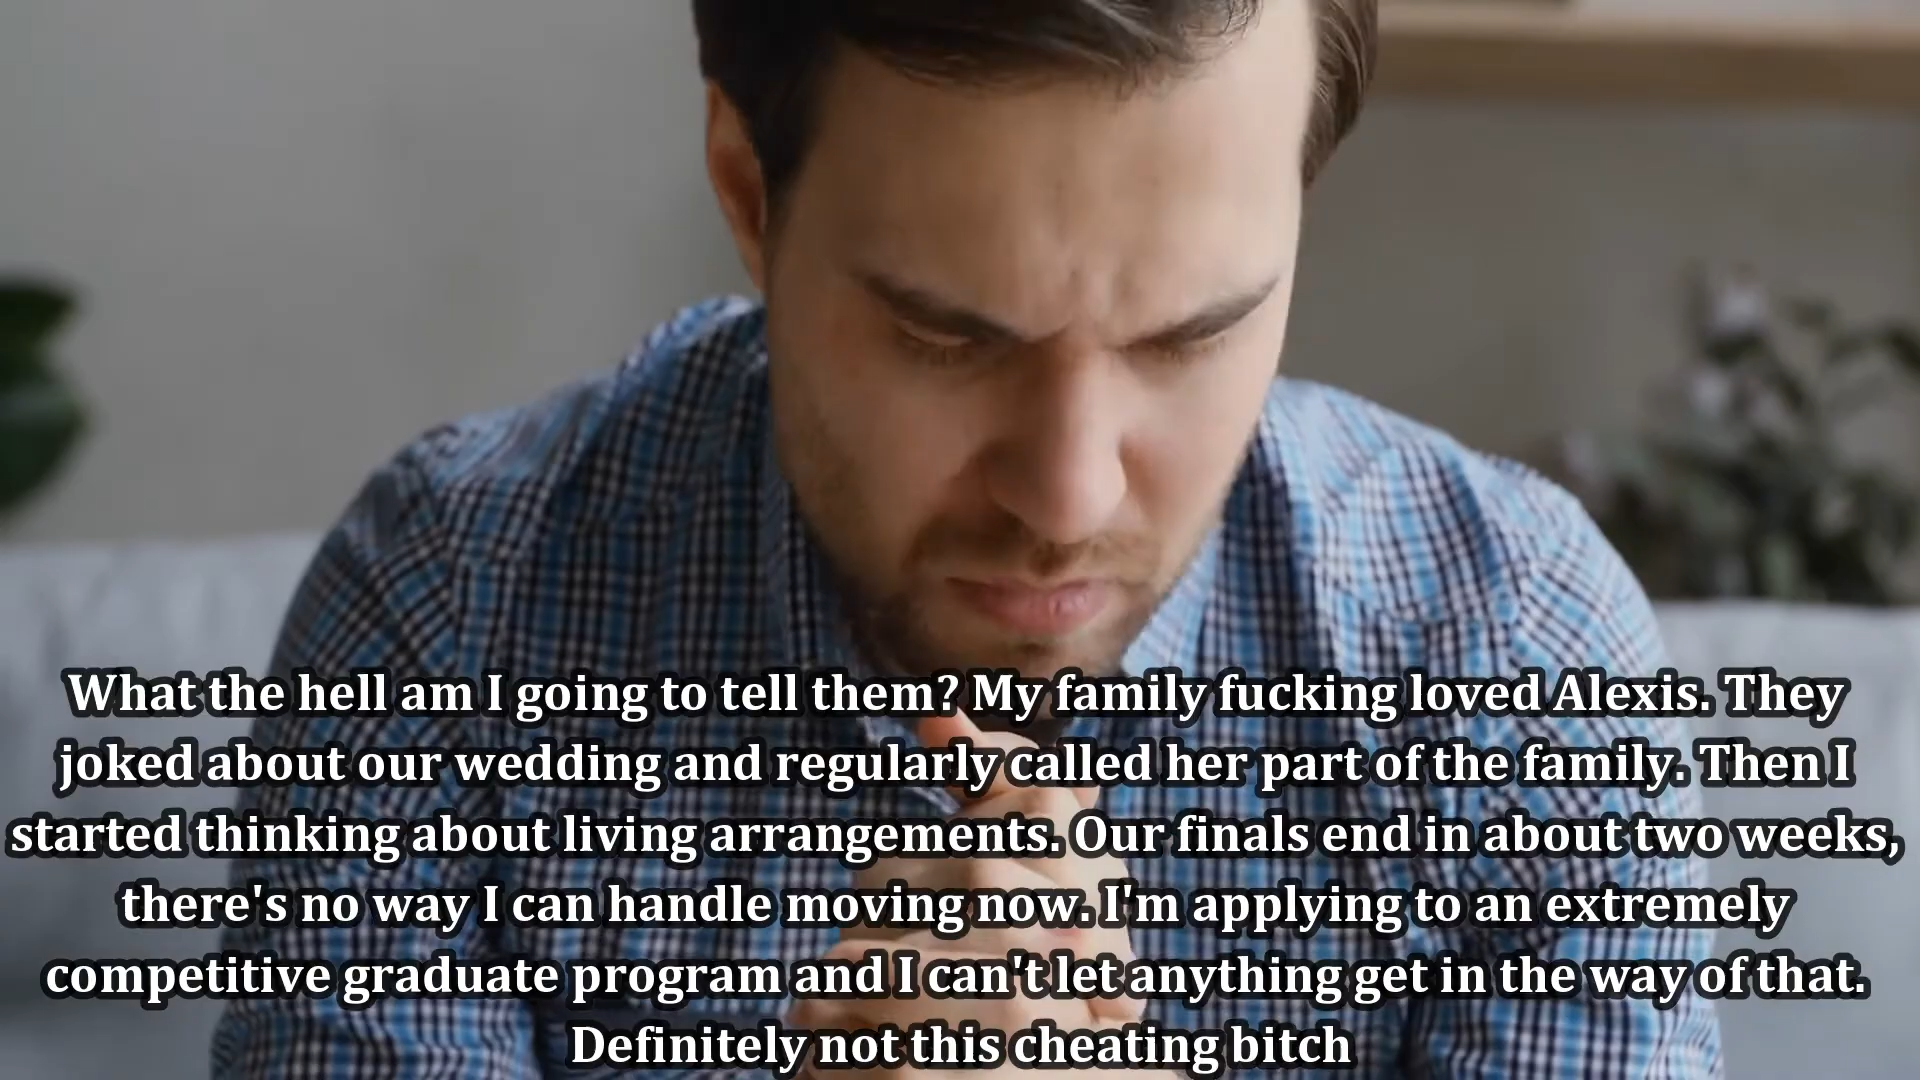 What the hell am I going to tell them? My family fucking loved Alexis. They
joked about our wedding and regularly called her part of the family. Then I
started thinking about living arrangements. Our finals end in about two weeks,
there's no way I can handle moving now. I'm applying to an extremely
competitive graduate program and I can't let anything get in the way of that.
Definitely not this cheating bitch